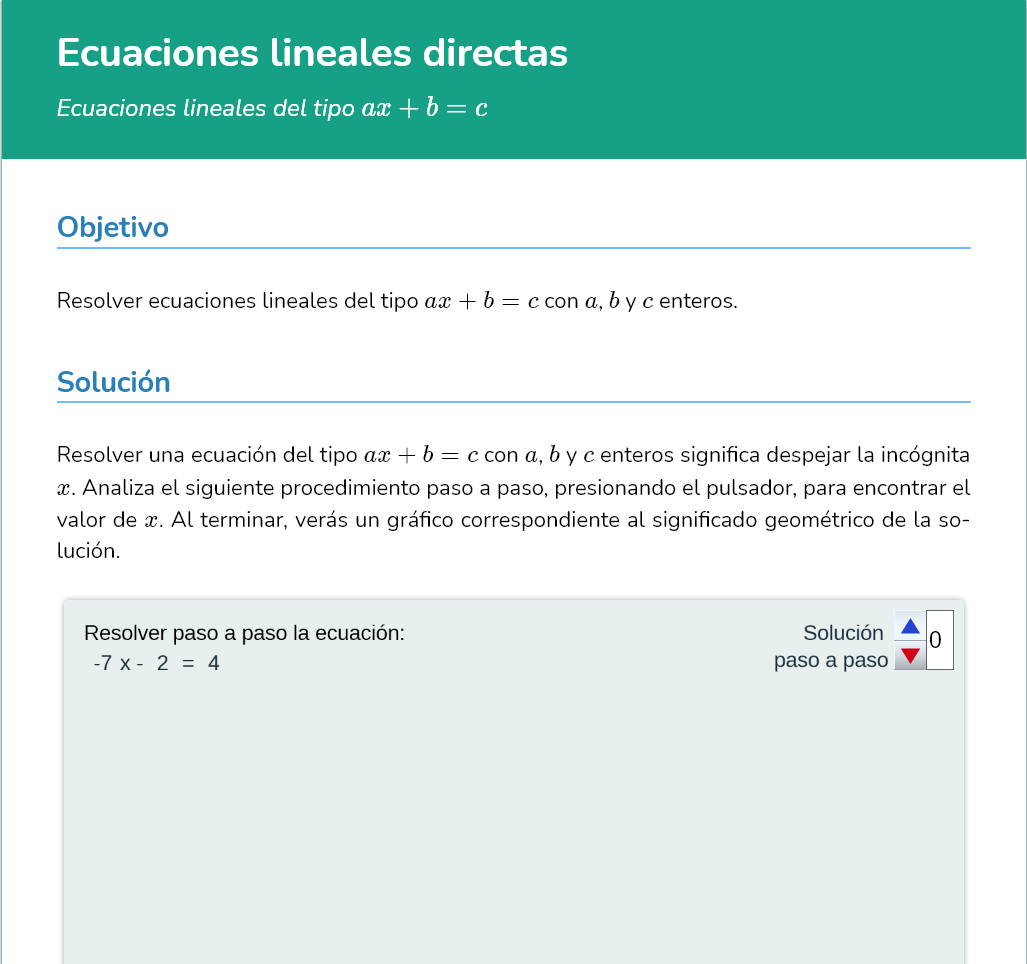 Ecuaciones lineales directas
Ecuaciones lineales del tipo ax + b = c
Objetivo
Resolver ecuaciones lineales del tipo ax + b = c con a, b y c enteros.
Solución
Resolver una ecuación del tipo ax + b = c con a, b y c enteros significa despejar la incógnita
x. Analiza el siguiente procedimiento paso a paso, presionando el pulsador, para encontrar el
valor de x. Al terminar, verás un gráfico correspondiente al significado geométrico de la so-
lución.
Resolver paso a paso la ecuación:
-7 x - 2 = 4
Solución
paso a paso
0